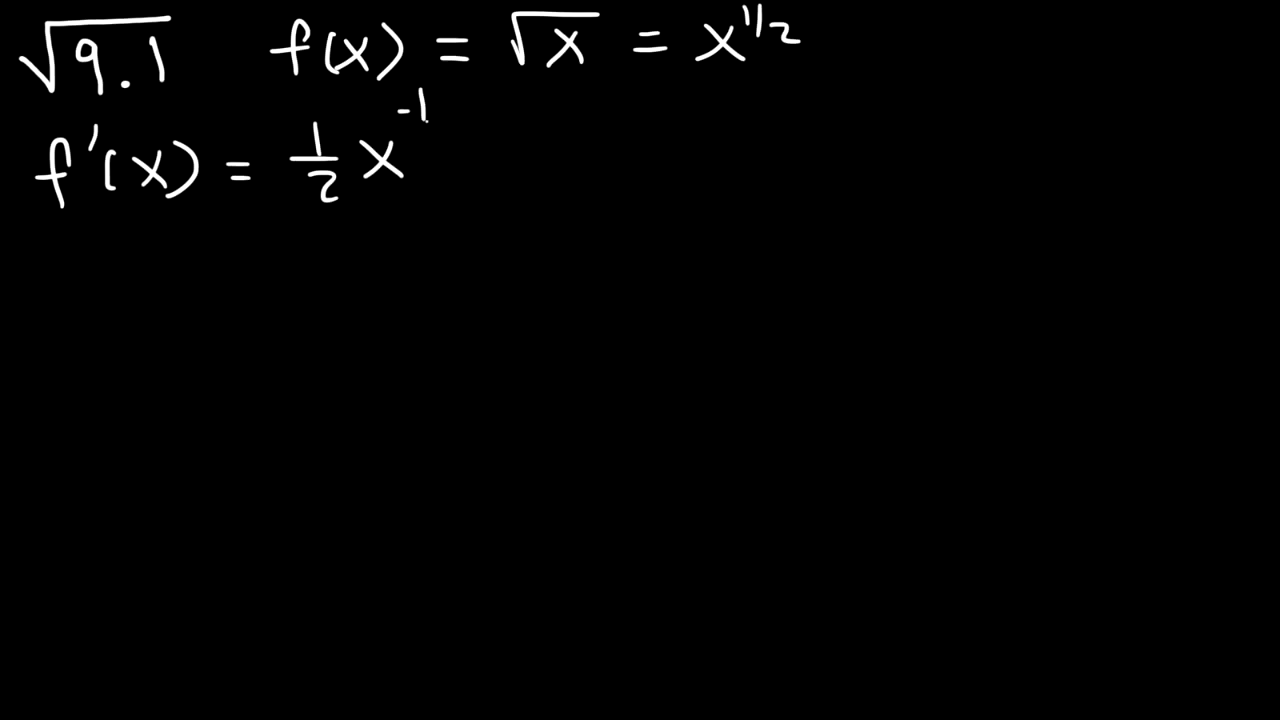 √9.1 f(x) = √x = x^1/2
f'(x) = 1/2 x^-1